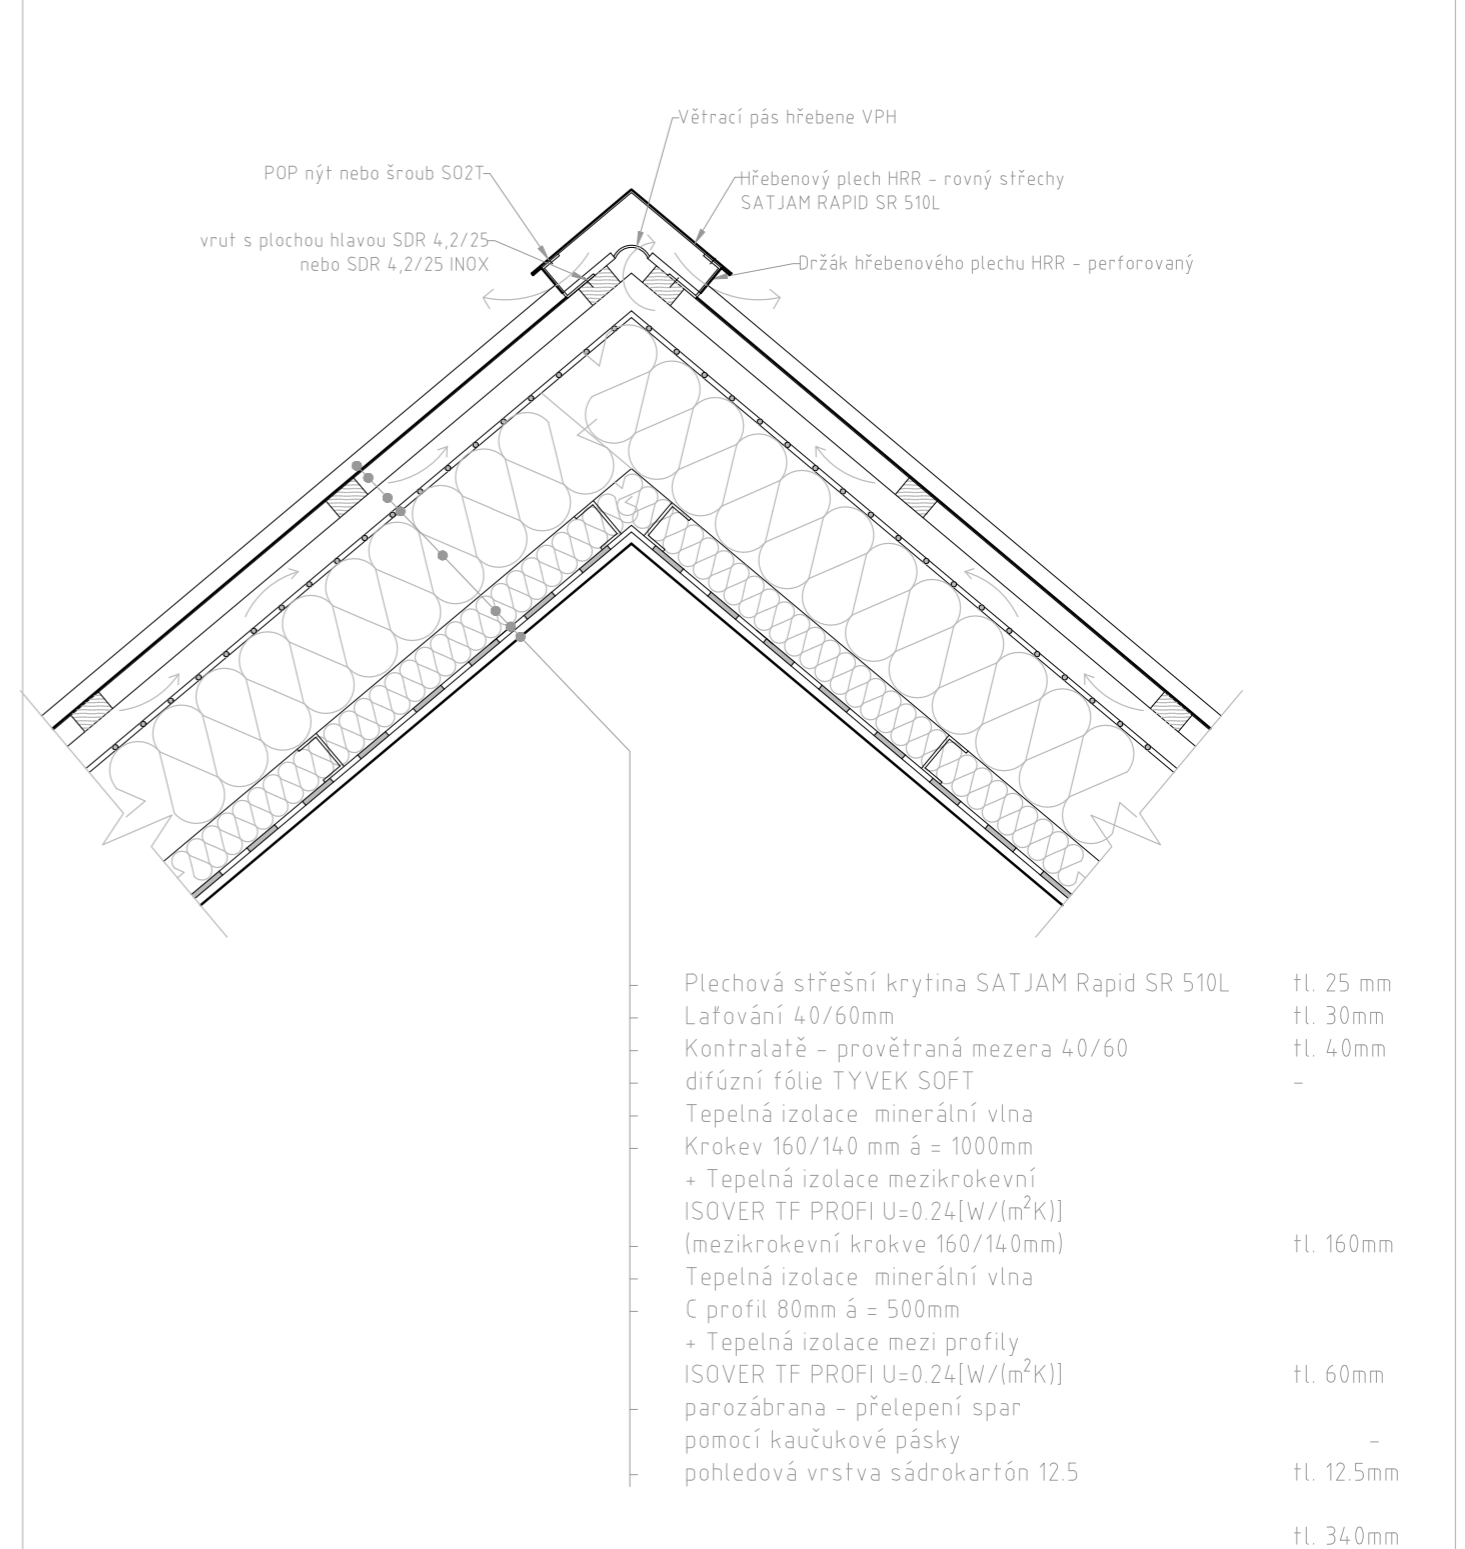 Větrací pás hřebene VPH
POP nýt nebo šroub SO2T
Hřebenový plech HRR - rovný střechy
SATJAM RAPID SR 510L
vrut s plochou hlavou SDR 4,2/25
nebo SDR 4,2/25 INOX
Držák hřebenového plechu HRR - perforovaný
Plechová střešní krytina SATJAM Rapid SR 510L tl. 25 mm
Laťování 40/60mm tl. 30mm
Kontralatě - provětraná mezera 40/60 tl. 40mm
difúzní fólie TYVEK SOFT -
Tepelná izolace minerální vlna
Krokev 160/140 mm á = 1000mm
+ Tepelná izolace mezikrokevní
ISOVER TF PROFI U=0.24[W/(m²K)]
(mezikrokevní krokve 160/140mm) tl. 160mm
Tepelná izolace minerální vlna
C profil 80mm á = 500mm
+ Tepelná izolace mezi profily
ISOVER TF PROFI U=0.24[W/(m²K)] tl. 60mm
parozábrana - přelepení spar
pomocí kaučukové pásky -
pohledová vrstva sádrokartón 12.5 tl. 12.5mm
tl. 340mm